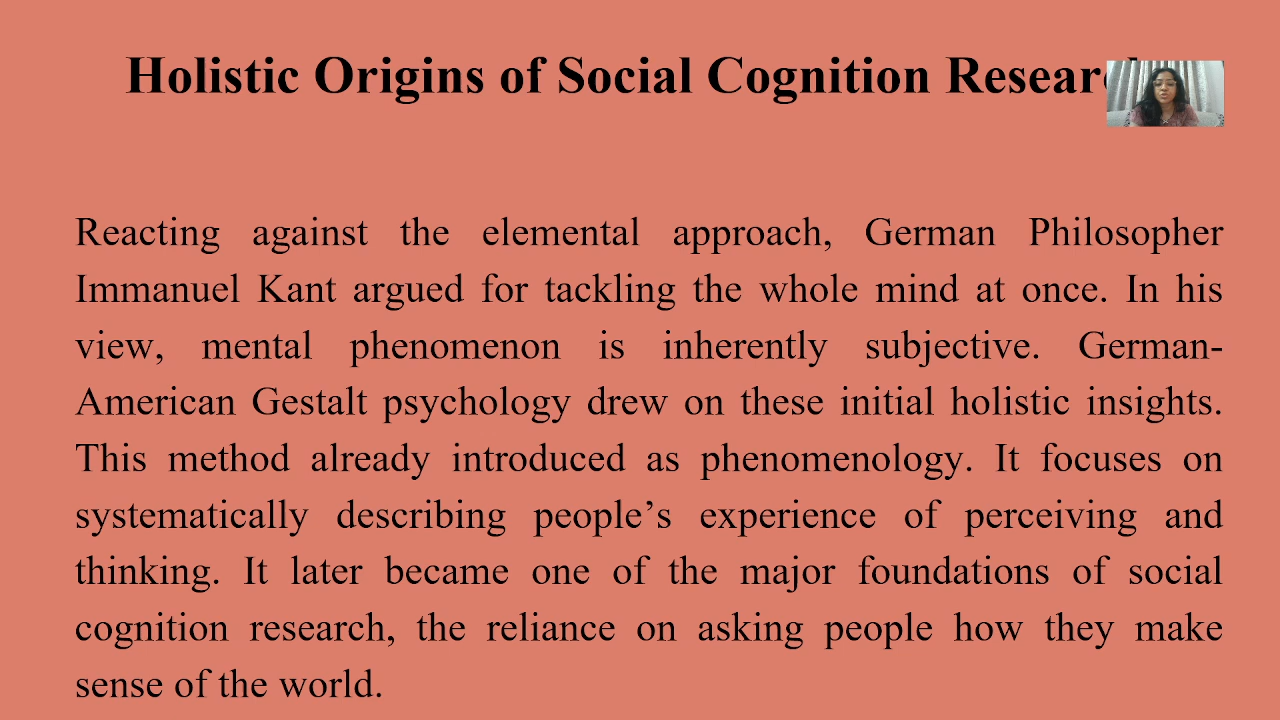 Holistic Origins of Social Cognition Resear
Reacting against the elemental approach, German Philosopher
Immanuel Kant argued for tackling the whole mind at once. In his
view, mental phenomenon is inherently subjective. German-
American Gestalt psychology drew on these initial holistic insights.
This method already introduced as phenomenology. It focuses on
systematically describing people’s experience of perceiving and
thinking. It later became one of the major foundations of social
cognition research, the reliance on asking people how they make
sense of the world.